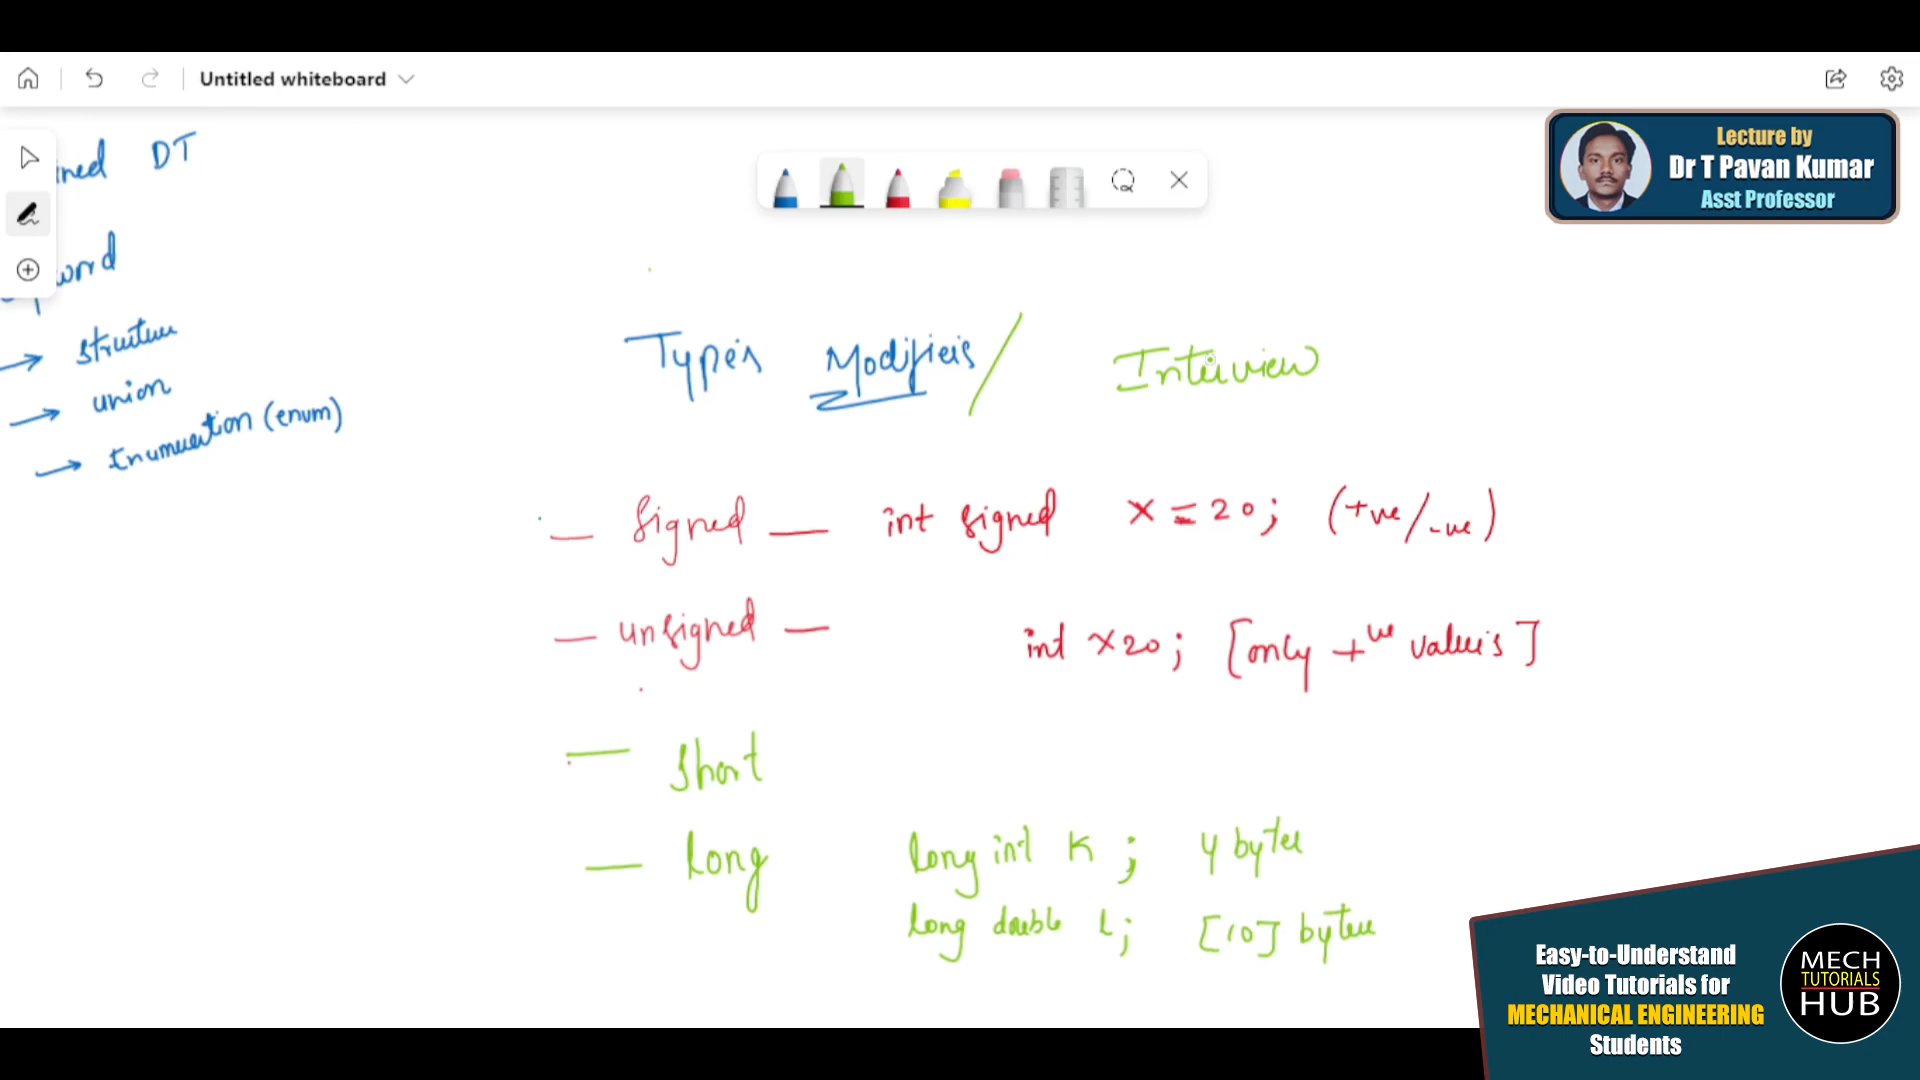 Untitled whiteboard
Lecture by
Dr T Pavan Kumar
Asst Professor
ined DT
word
→ structure
→ union
→ Enumeration (enum)
Types Modifiers / Interview
— Signed — int signed x = 20; (+ve/-ve)
— unsigned — int x20; [only +ve values]
— short
— Long long int K; 4 bytes
long double L; [10] bytes
Easy-to-Understand
Video Tutorials for
MECHANICAL ENGINEERING
Students
MECH
TUTORIALS
HUB